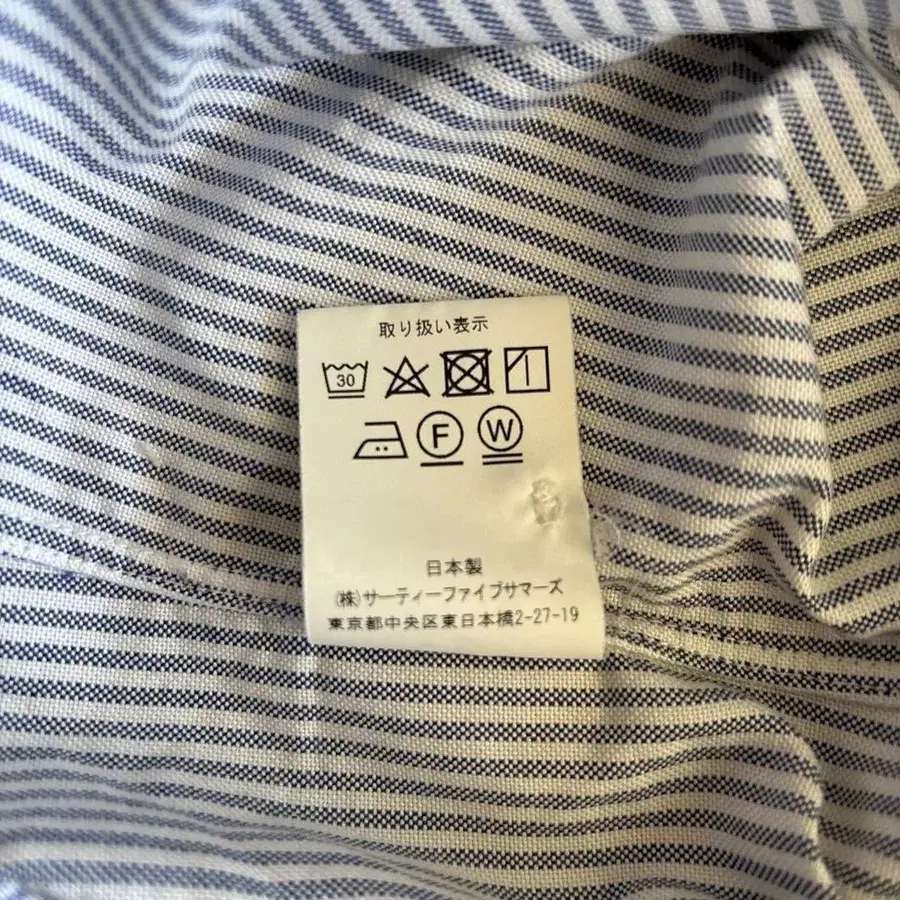 取り扱い表示
30
F W
日本製
(株)サーティーファイブサマーズ
東京都中央区東日本橋2-27-19